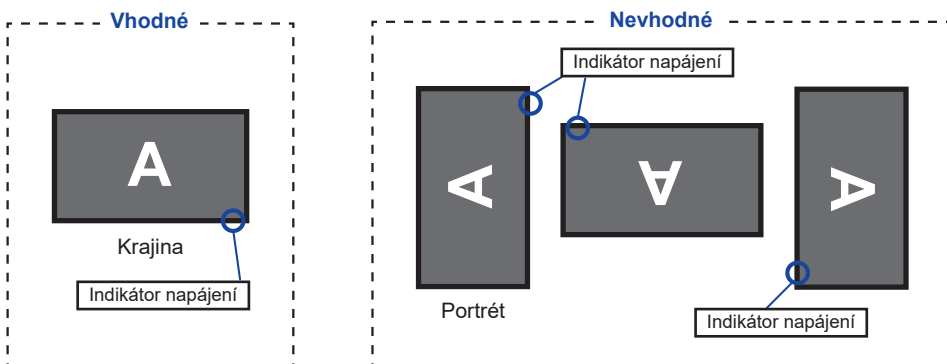 Vhodné
A
Krajina
Indikátor napájení
Nevhodné
Indikátor napájení
A
A
A
Portrét
Indikátor napájení